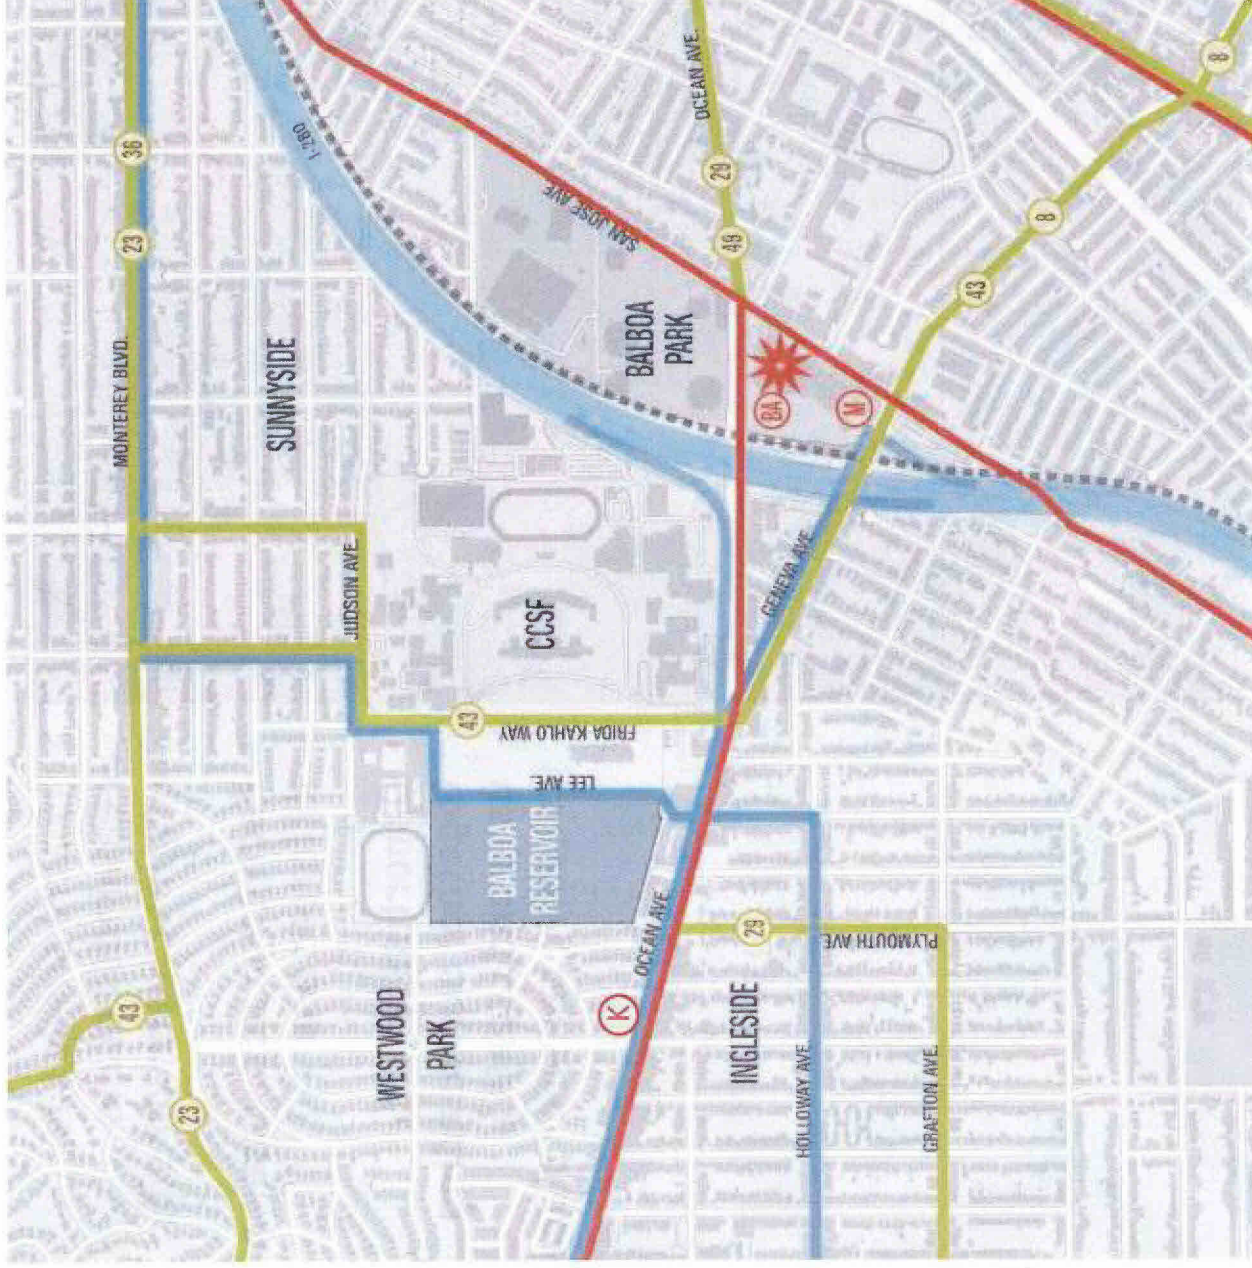 MONTEREY BLVD.
36
23
SUNNYSIDE
I-280
OCEAN AVE.
29
49
SAN JOSE AVE
8
8
43
BALBOA
PARK
BA
M
JUDSON AVE.
CCSF
GENEVA AVE.
43
FRIDA KAHLO WAY
LEE AVE.
BALBOA
RESERVOIR
OCEAN AVE.
29
PLYMOUTH AVE
43
23
WESTWOOD
PARK
K
INGLESIDE
HOLLOWAY AVE.
GRAFTON AVE.